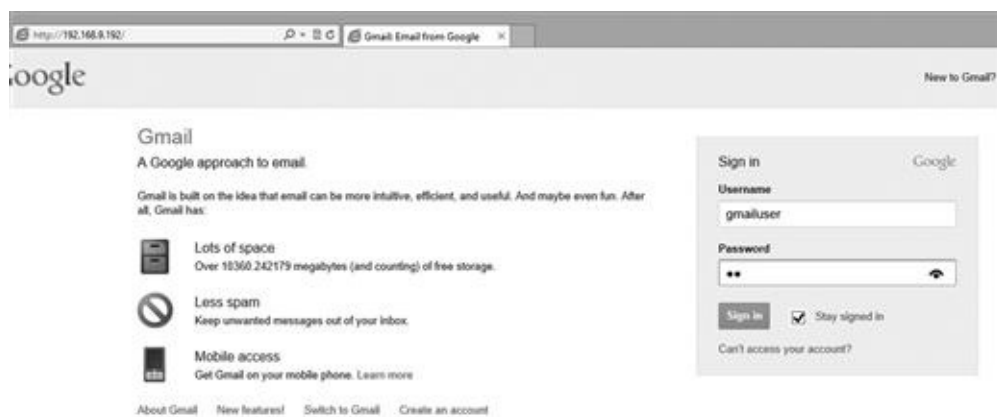 http://192.168.9.192/
Gmail: Email from Google
Google
New to Gmail?
Gmail
A Google approach to email.
Gmail is built on the idea that email can be more intuitive, efficient, and useful. And maybe even fun. After
all, Gmail has:
Lots of space
Over 10360.242179 megabytes (and counting) of free storage.
Less spam
Keep unwanted messages out of your inbox.
Mobile access
Get Gmail on your mobile phone. Learn more
About Gmail New features! Switch to Gmail Create an account
Sign in Google
Username
gmailuser
Password
Sign in Stay signed in
Can't access your account?